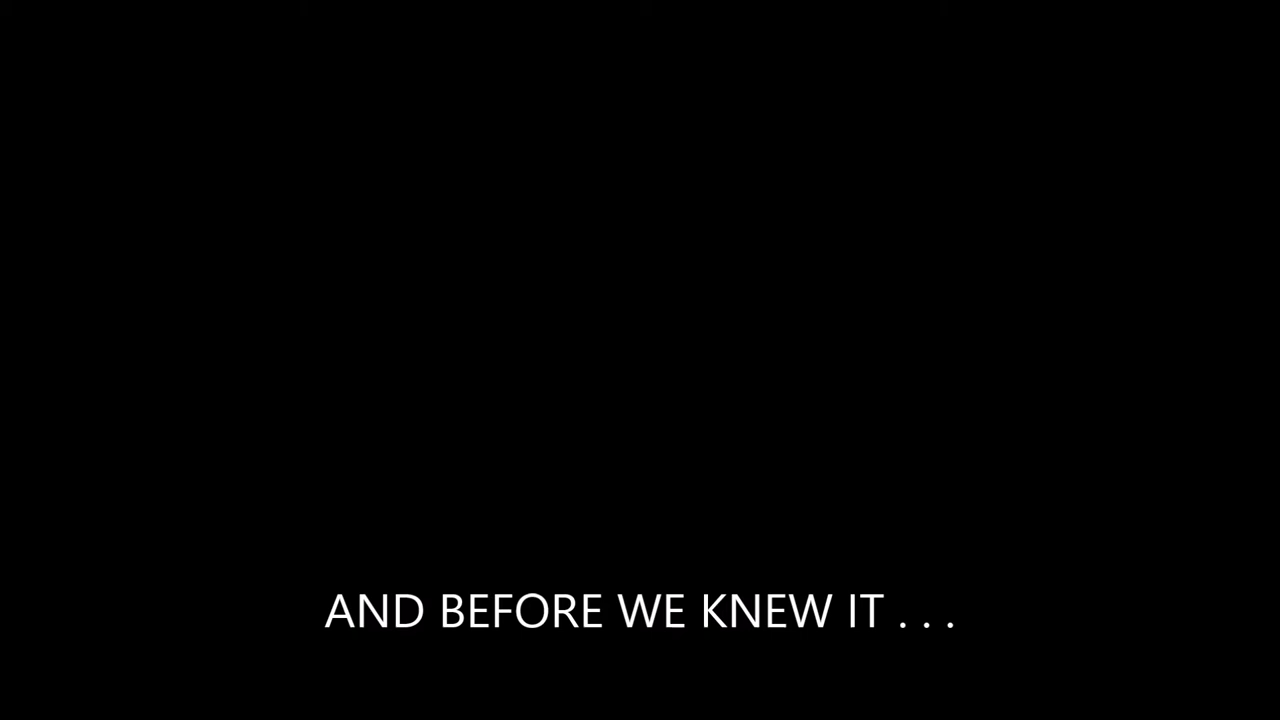 AND BEFORE WE KNEW IT . . .